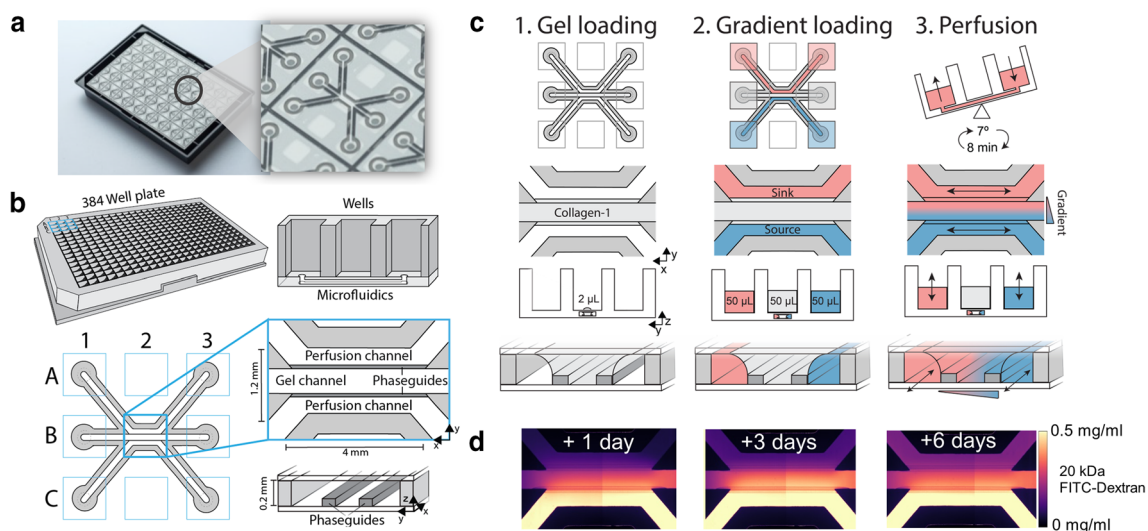 a
b
384 Well plate
Wells
Microfluidics
1 2 3
A
B
C
Perfusion channel
Gel channel
Phaseguides
Perfusion channel
1.2 mm
4 mm
y
x
0.2 mm
Phaseguides
z
y
x
c
1. Gel loading
2. Gradient loading
3. Perfusion
7º
8 min
Collagen-1
Sink
Source
Gradient
y
x
2 µL
50 µL 50 µL 50 µL
z
y
d
+ 1 day
+3 days
+6 days
0.5 mg/ml
20 kDa
FITC-Dextran
0 mg/ml